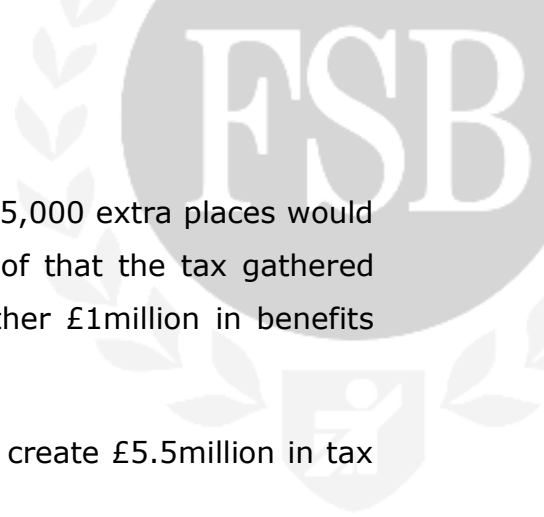 FSB
5,000 extra places would
of that the tax gathered
ther £1million in benefits
create £5.5million in tax